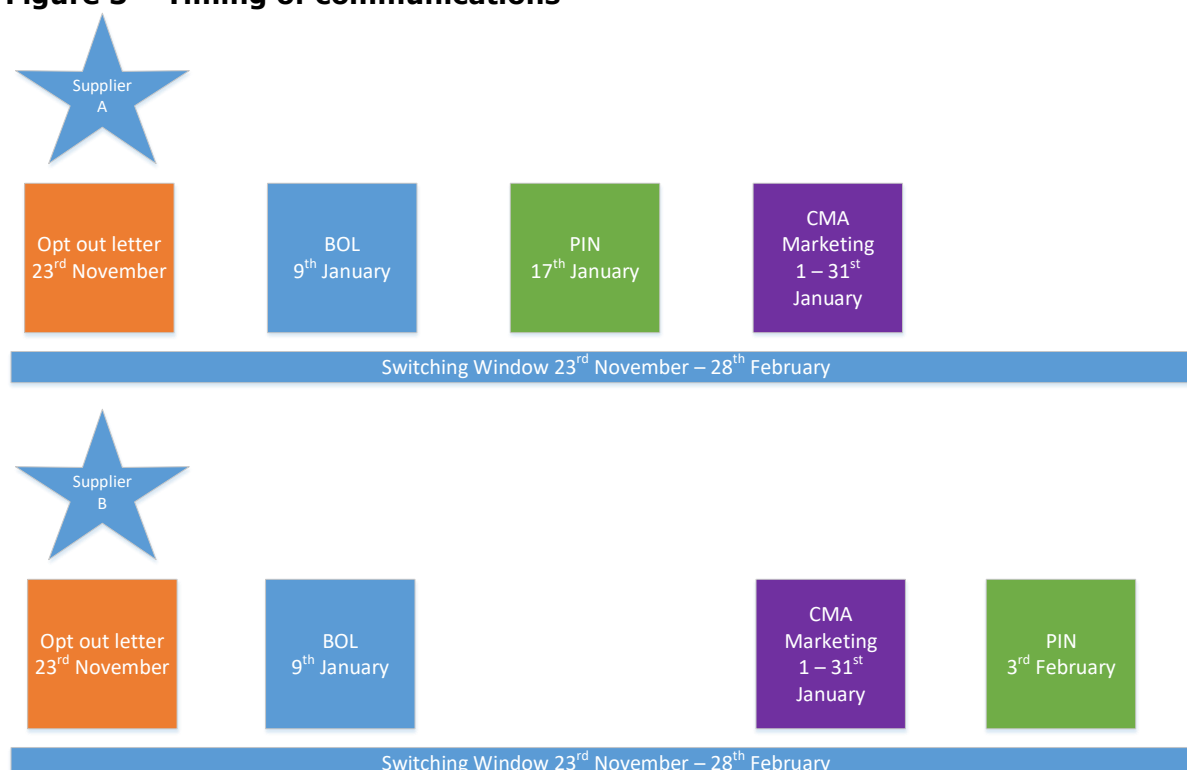 Figure 3 – Timing of communications
Supplier
A
Opt out letter
23rd November
BOL
9th January
PIN
17th January
CMA
Marketing
1 – 31st
January
Switching Window 23rd November – 28th February
Supplier
B
Opt out letter
23rd November
BOL
9th January
CMA
Marketing
1 – 31st
January
PIN
3rd February
Switching Window 23rd November – 28th February